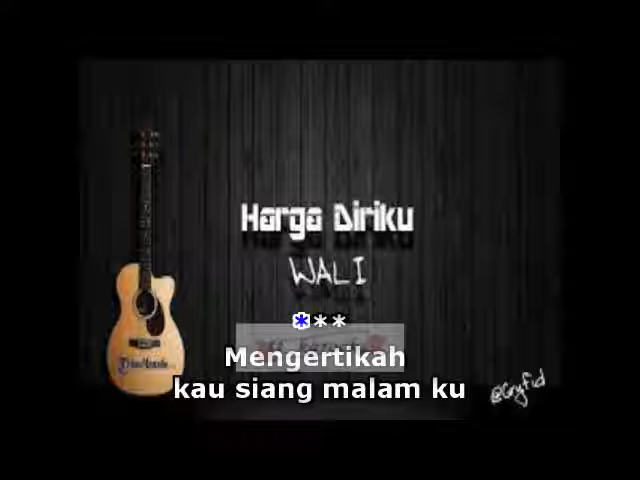 Harga Diriku
WALI
***
Mengertikah
kau siang malam ku